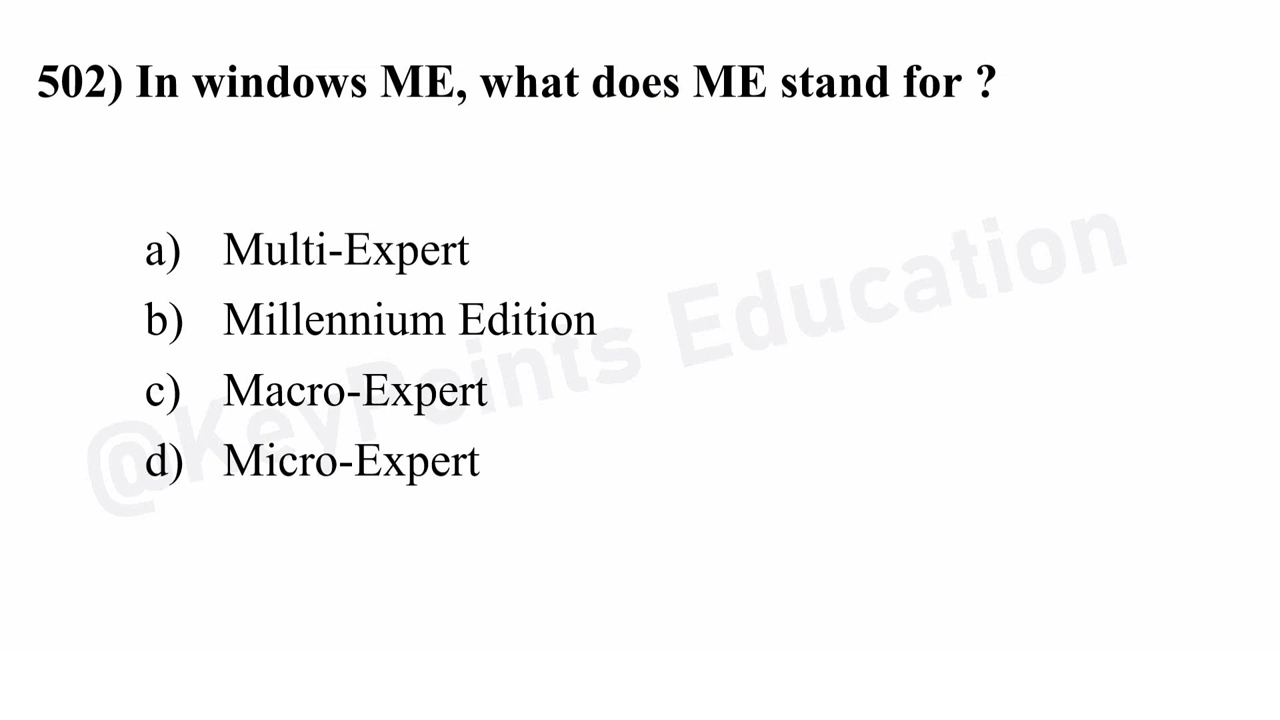 502) In windows ME, what does ME stand for ?
a) Multi-Expert
b) Millennium Edition
c) Macro-Expert
d) Micro-Expert
@KeyPoints Education